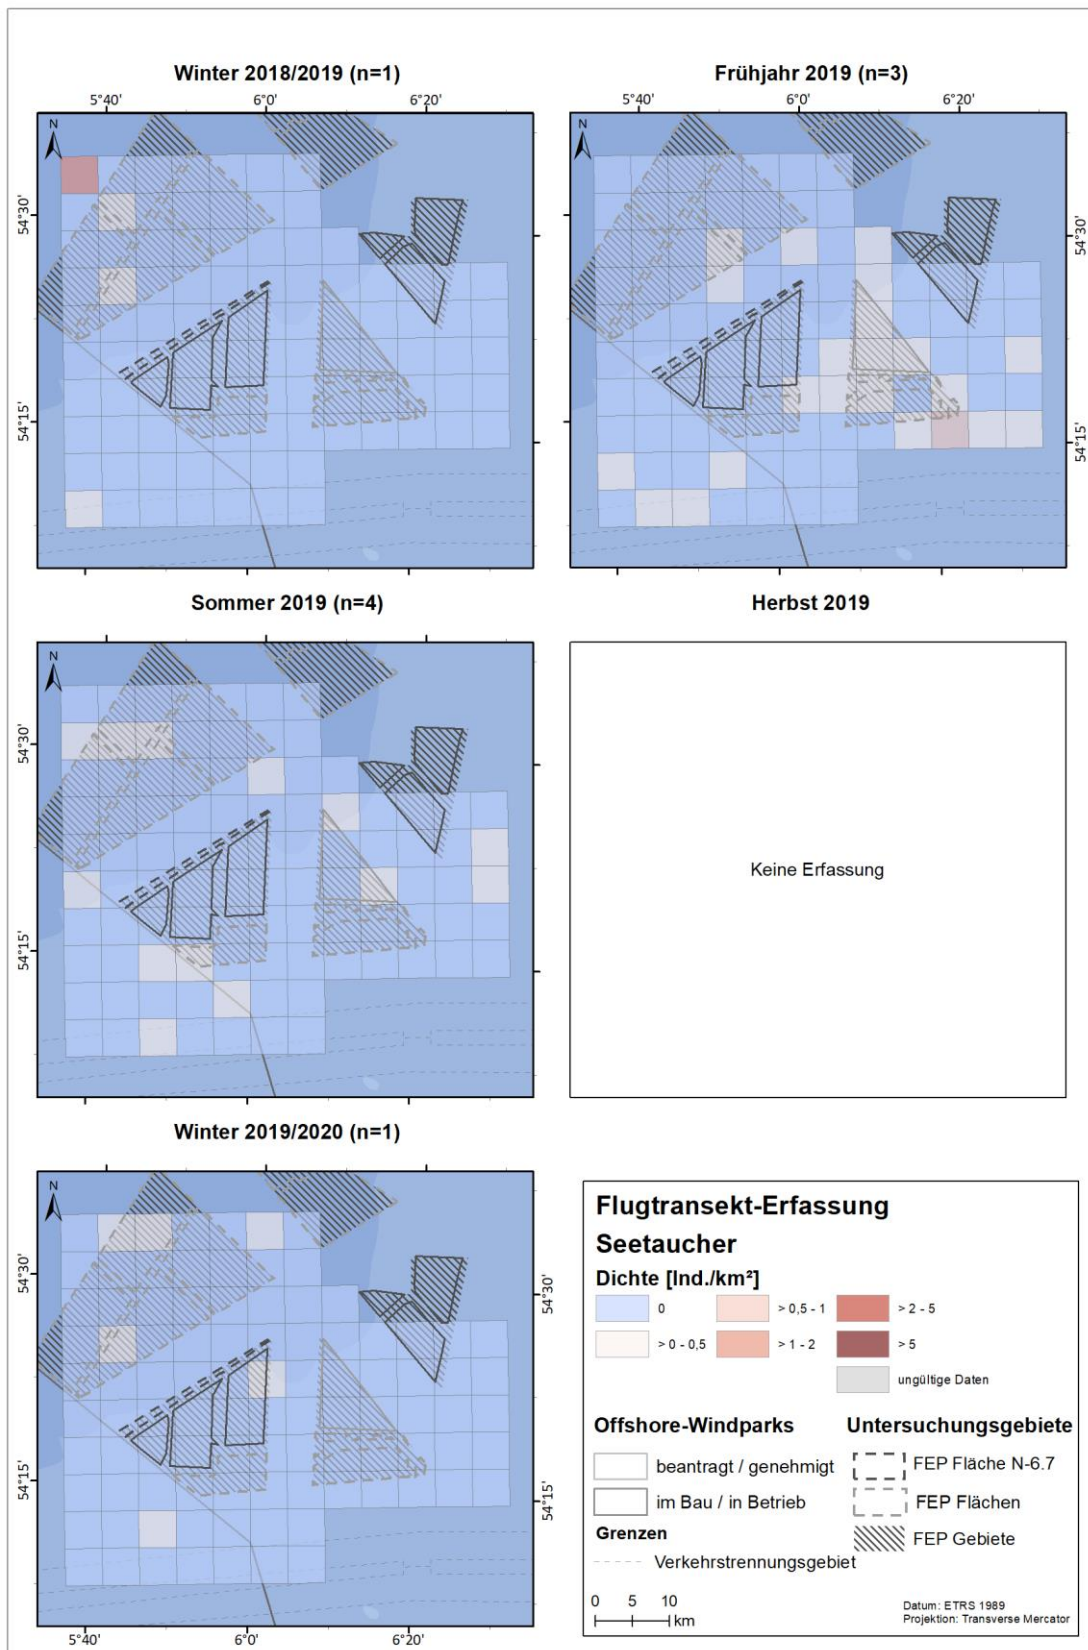 Winter 2018/2019 (n=1)
Frühjahr 2019 (n=3)
5°40'
6°0'
6°20'
6°0'
6°20'
N
N
54°30'
54°30'
54°15'
54°15'
Sommer 2019 (n=4)
Herbst 2019
N
54°30'
54°15'
Keine Erfassung
Winter 2019/2020 (n=1)
N
54°30'
54°30'
54°15'
54°15'
5°40'
6°0'
6°20'
Flugtransekt-Erfassung
Seetaucher
Dichte [Ind./km²]
0
> 0,5 - 1
> 2 - 5
> 0 - 0,5
> 1 - 2
> 5
ungültige Daten
Offshore-Windparks
Untersuchungsgebiete
beantragt / genehmigt
FEP Fläche N-6.7
im Bau / in Betrieb
FEP Flächen
Grenzen
FEP Gebiete
Verkehrstrennungsgebiet
0 5 10
km
Datum: ETRS 1989
Projektion: Transverse Mercator